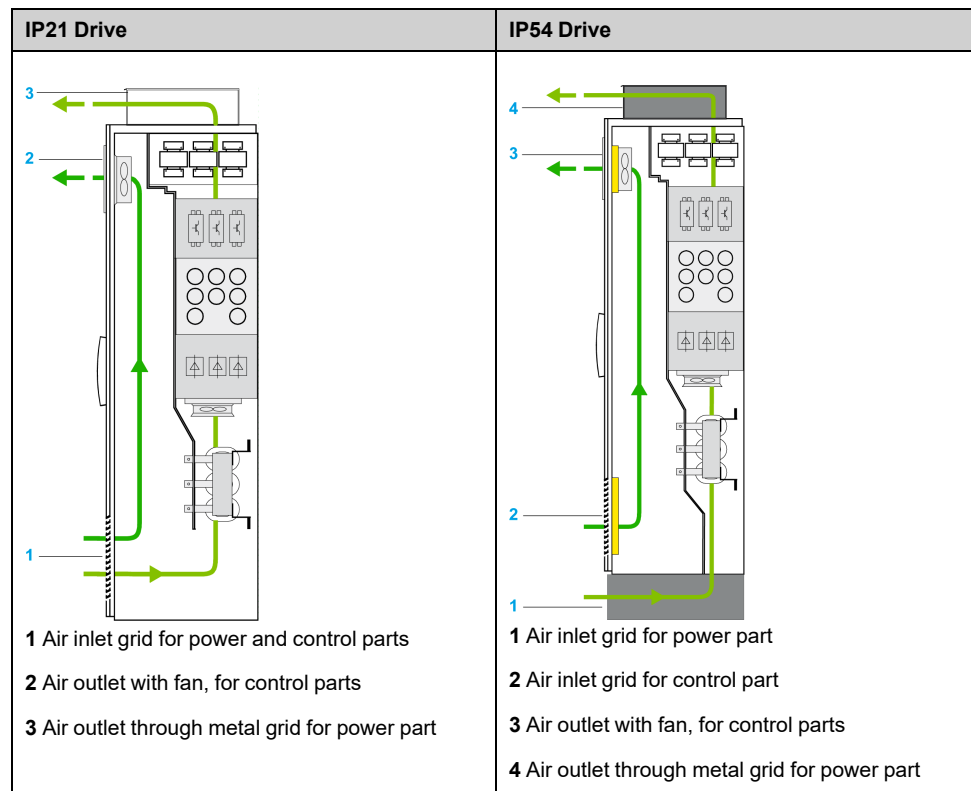 IP21 Drive
3
2
1
1 Air inlet grid for power and control parts
2 Air outlet with fan, for control parts
3 Air outlet through metal grid for power part
IP54 Drive
4
3
2
1
1 Air inlet grid for power part
2 Air inlet grid for control part
3 Air outlet with fan, for control parts
4 Air outlet through metal grid for power part